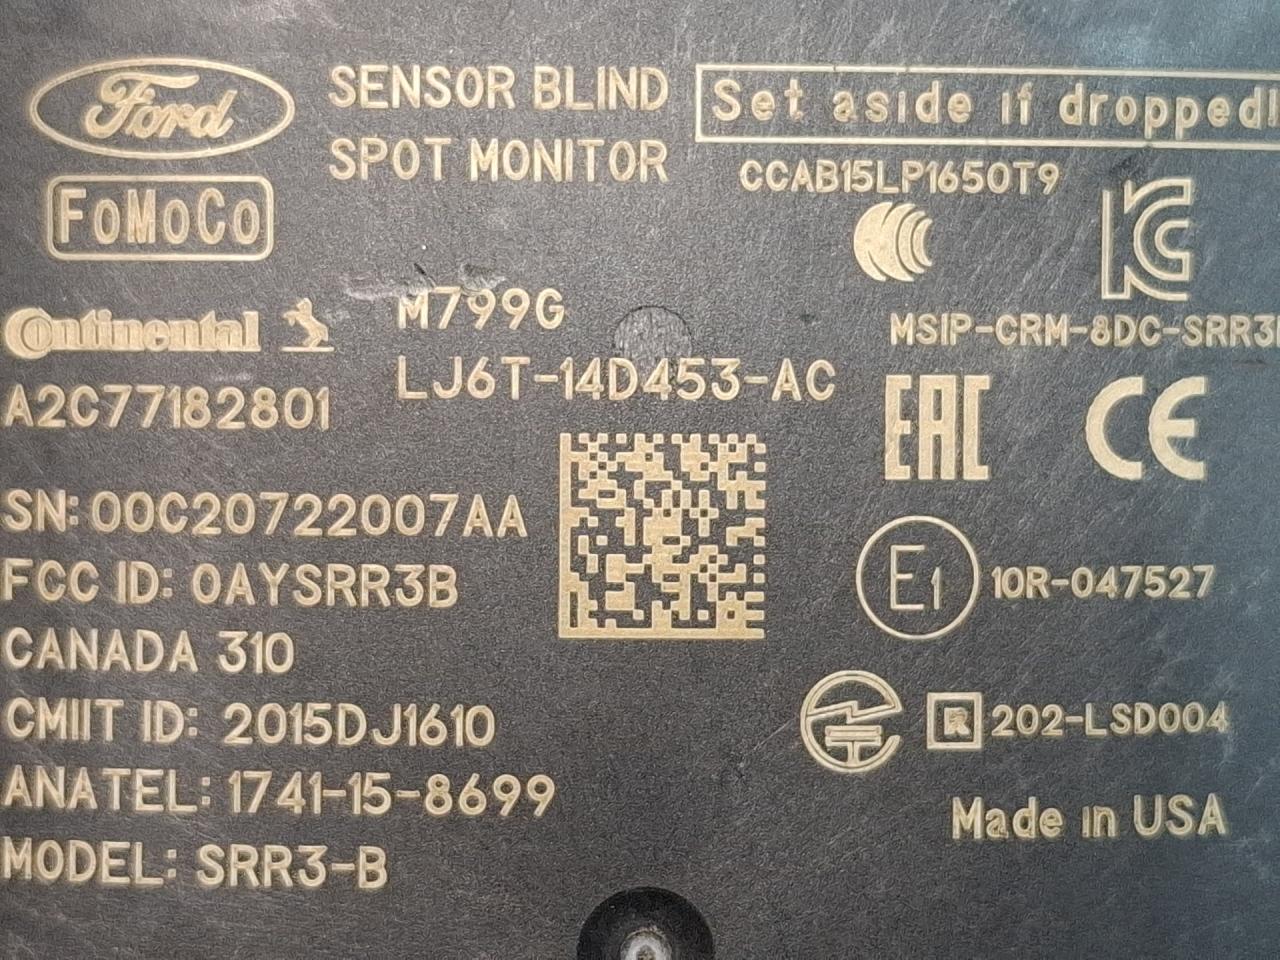 Ford
FoMoCo
SENSOR BLIND
SPOT MONITOR
Set aside if dropped!
CCAB15LP1650T9
Continental
M799G
LJ6T-14D453-AC
A2C77182801
MSIP-CRM-8DC-SRR3
EAC
CE
SN: 00C20722007AA
FCC ID: OAYSRR3B
CANADA 310
CMIIT ID: 2015DJ1610
ANATEL: 1741-15-8699
MODEL: SRR3-B
E1
10R-047527
R
202-LSD004
Made in USA